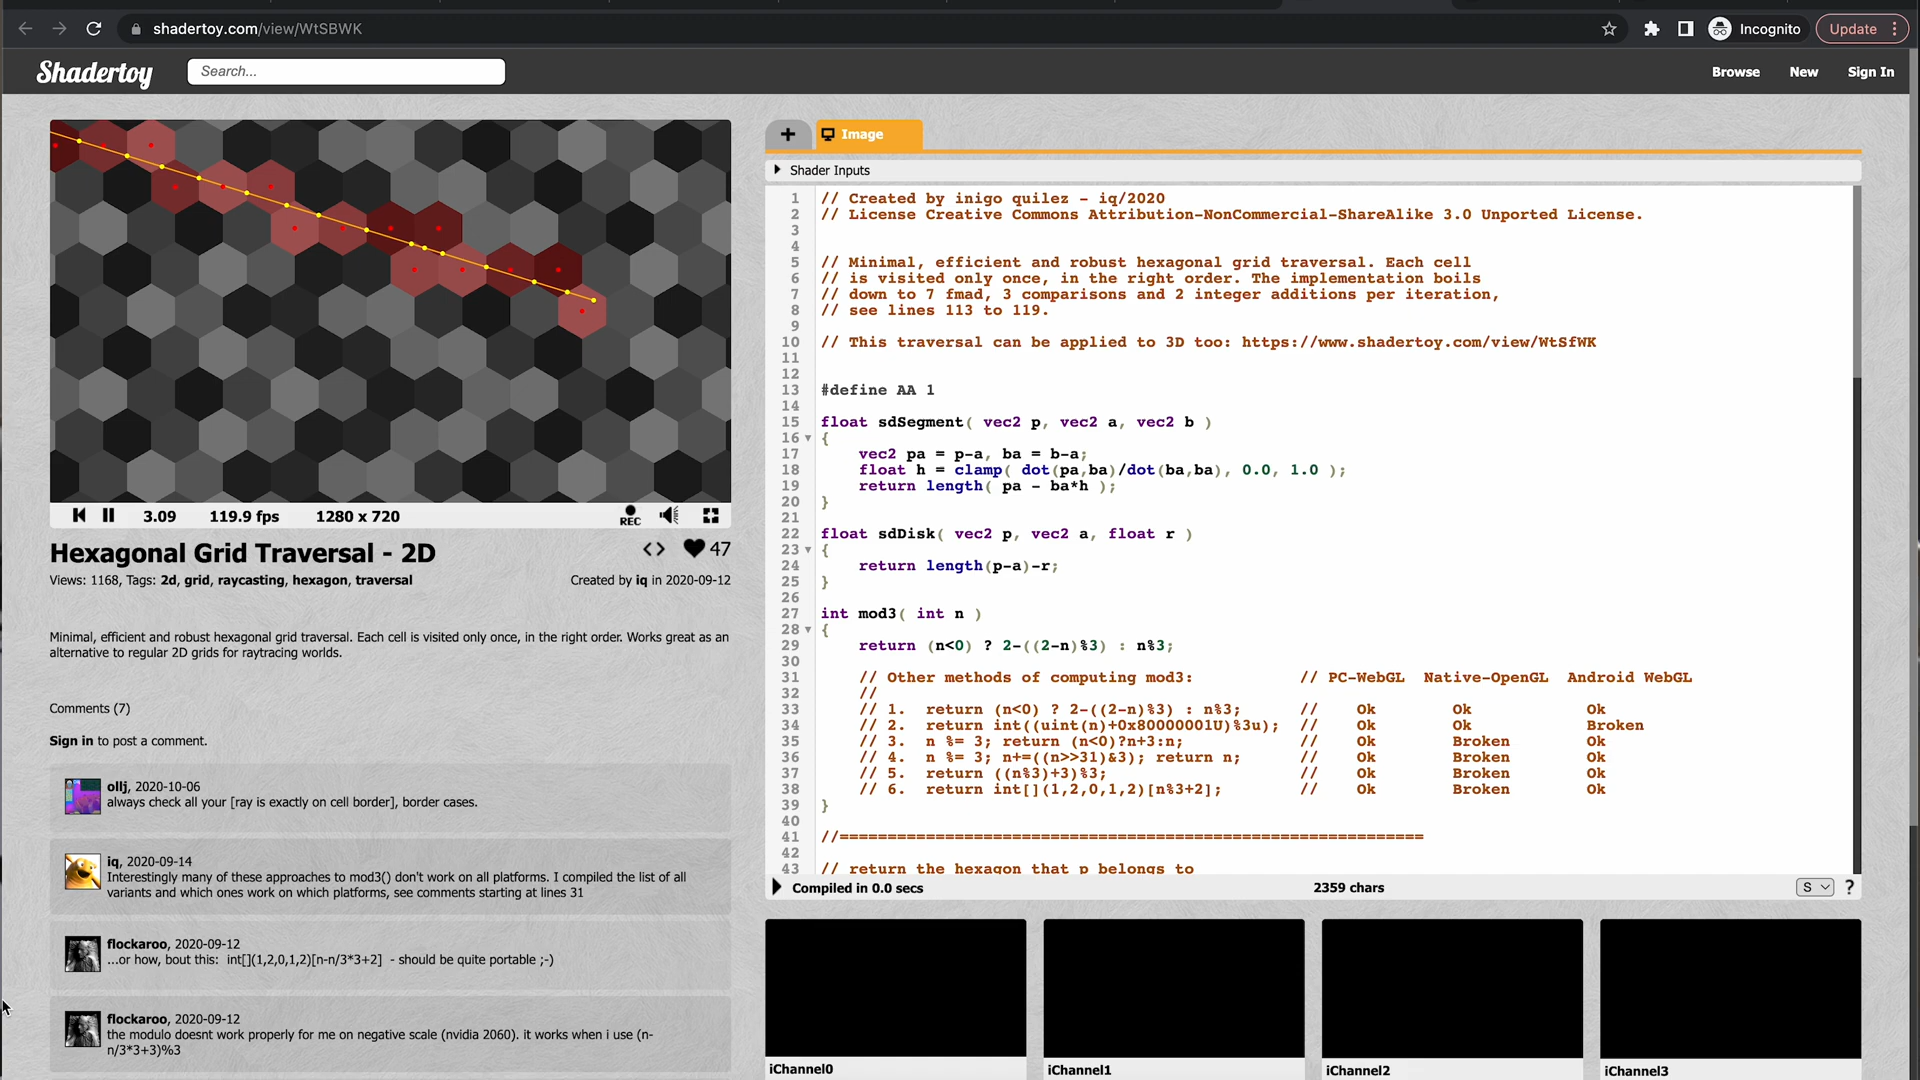 shadertoy.com/view/WtSBWK
Incognito
Update
Shadertoy
Search...
Browse
New
Sign In
3.09
119.9 fps
1280 x 720
REC
Hexagonal Grid Traversal - 2D
47
Views: 1168, Tags: 2d, grid, raycasting, hexagon, traversal
Created by iq in 2020-09-12
Minimal, efficient and robust hexagonal grid traversal. Each cell is visited only once, in the right order. Works great as an
alternative to regular 2D grids for raytracing worlds.
Comments (7)
Sign in to post a comment.
ollj, 2020-10-06
always check all your [ray is exactly on cell border], border cases.
iq, 2020-09-14
Interestingly many of these approaches to mod3() don't work on all platforms. I compiled the list of all
variants and which ones work on which platforms, see comments starting at lines 31
flockaroo, 2020-09-12
...or how, bout this: int[](1,2,0,1,2)[n-n/3*3+2] - should be quite portable ;-)
flockaroo, 2020-09-12
the modulo doesnt work properly for me on negative scale (nvidia 2060). it works when i use (n-
n/3*3+3)%3
+
Image
Shader Inputs
1 // Created by inigo quilez - iq/2020
2 // License Creative Commons Attribution-NonCommercial-ShareAlike 3.0 Unported License.
3
4
5 // Minimal, efficient and robust hexagonal grid traversal. Each cell
6 // is visited only once, in the right order. The implementation boils
7 // down to 7 fmad, 3 comparisons and 2 integer additions per iteration,
8 // see lines 113 to 119.
9
10 // This traversal can be applied to 3D too: https://www.shadertoy.com/view/WtSfWK
11
12
13 #define AA 1
14
15 float sdSegment( vec2 p, vec2 a, vec2 b )
16 {
17 vec2 pa = p-a, ba = b-a;
18 float h = clamp( dot(pa,ba)/dot(ba,ba), 0.0, 1.0 );
19 return length( pa - ba*h );
20 }
21
22 float sdDisk( vec2 p, vec2 a, float r )
23 {
24 return length(p-a)-r;
25 }
26
27 int mod3( int n )
28 {
29 return (n<0) ? 2-((2-n)%3) : n%3;
30
31 // Other methods of computing mod3: // PC-WebGL Native-OpenGL Android WebGL
32 //
33 // 1. return (n<0) ? 2-((2-n)%3) : n%3; // Ok Ok Ok
34 // 2. return int((uint(n)+0x80000001U)%3u); // Ok Ok Broken
35 // 3. n %= 3; return (n<0)?n+3:n; // Ok Broken Ok
36 // 4. n %= 3; n+=((n>>31)&3); return n; // Ok Broken Ok
37 // 5. return ((n%3)+3)%3; // Ok Broken Ok
38 // 6. return int[](1,2,0,1,2)[n%3+2]; // Ok Broken Ok
39 }
40
41 //=============================================================
42
43 // return the hexagon that p belongs to
Compiled in 0.0 secs
2359 chars
S
?
iChannel0
iChannel1
iChannel2
iChannel3